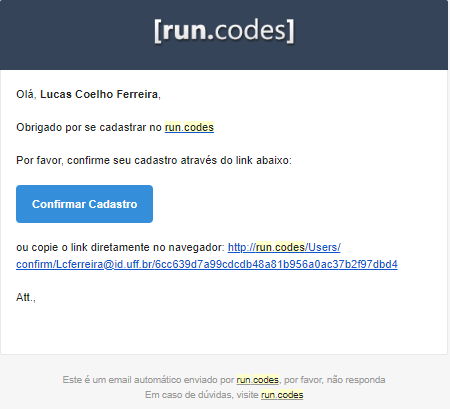 [run.codes]
Olá, Lucas Coelho Ferreira,
Obrigado por se cadastrar no run.codes
Por favor, confirme seu cadastro através do link abaixo:
Confirmar Cadastro
ou copie o link diretamente no navegador: http://run.codes/Users/
confirm/Lcferreira@id.uff.br/6cc639d7a99cdcdb48a81b956a0ac37b2f97dbd4
Att.,
Este é um email automático enviado por run.codes, por favor, não responda
Em caso de dúvidas, visite run.codes